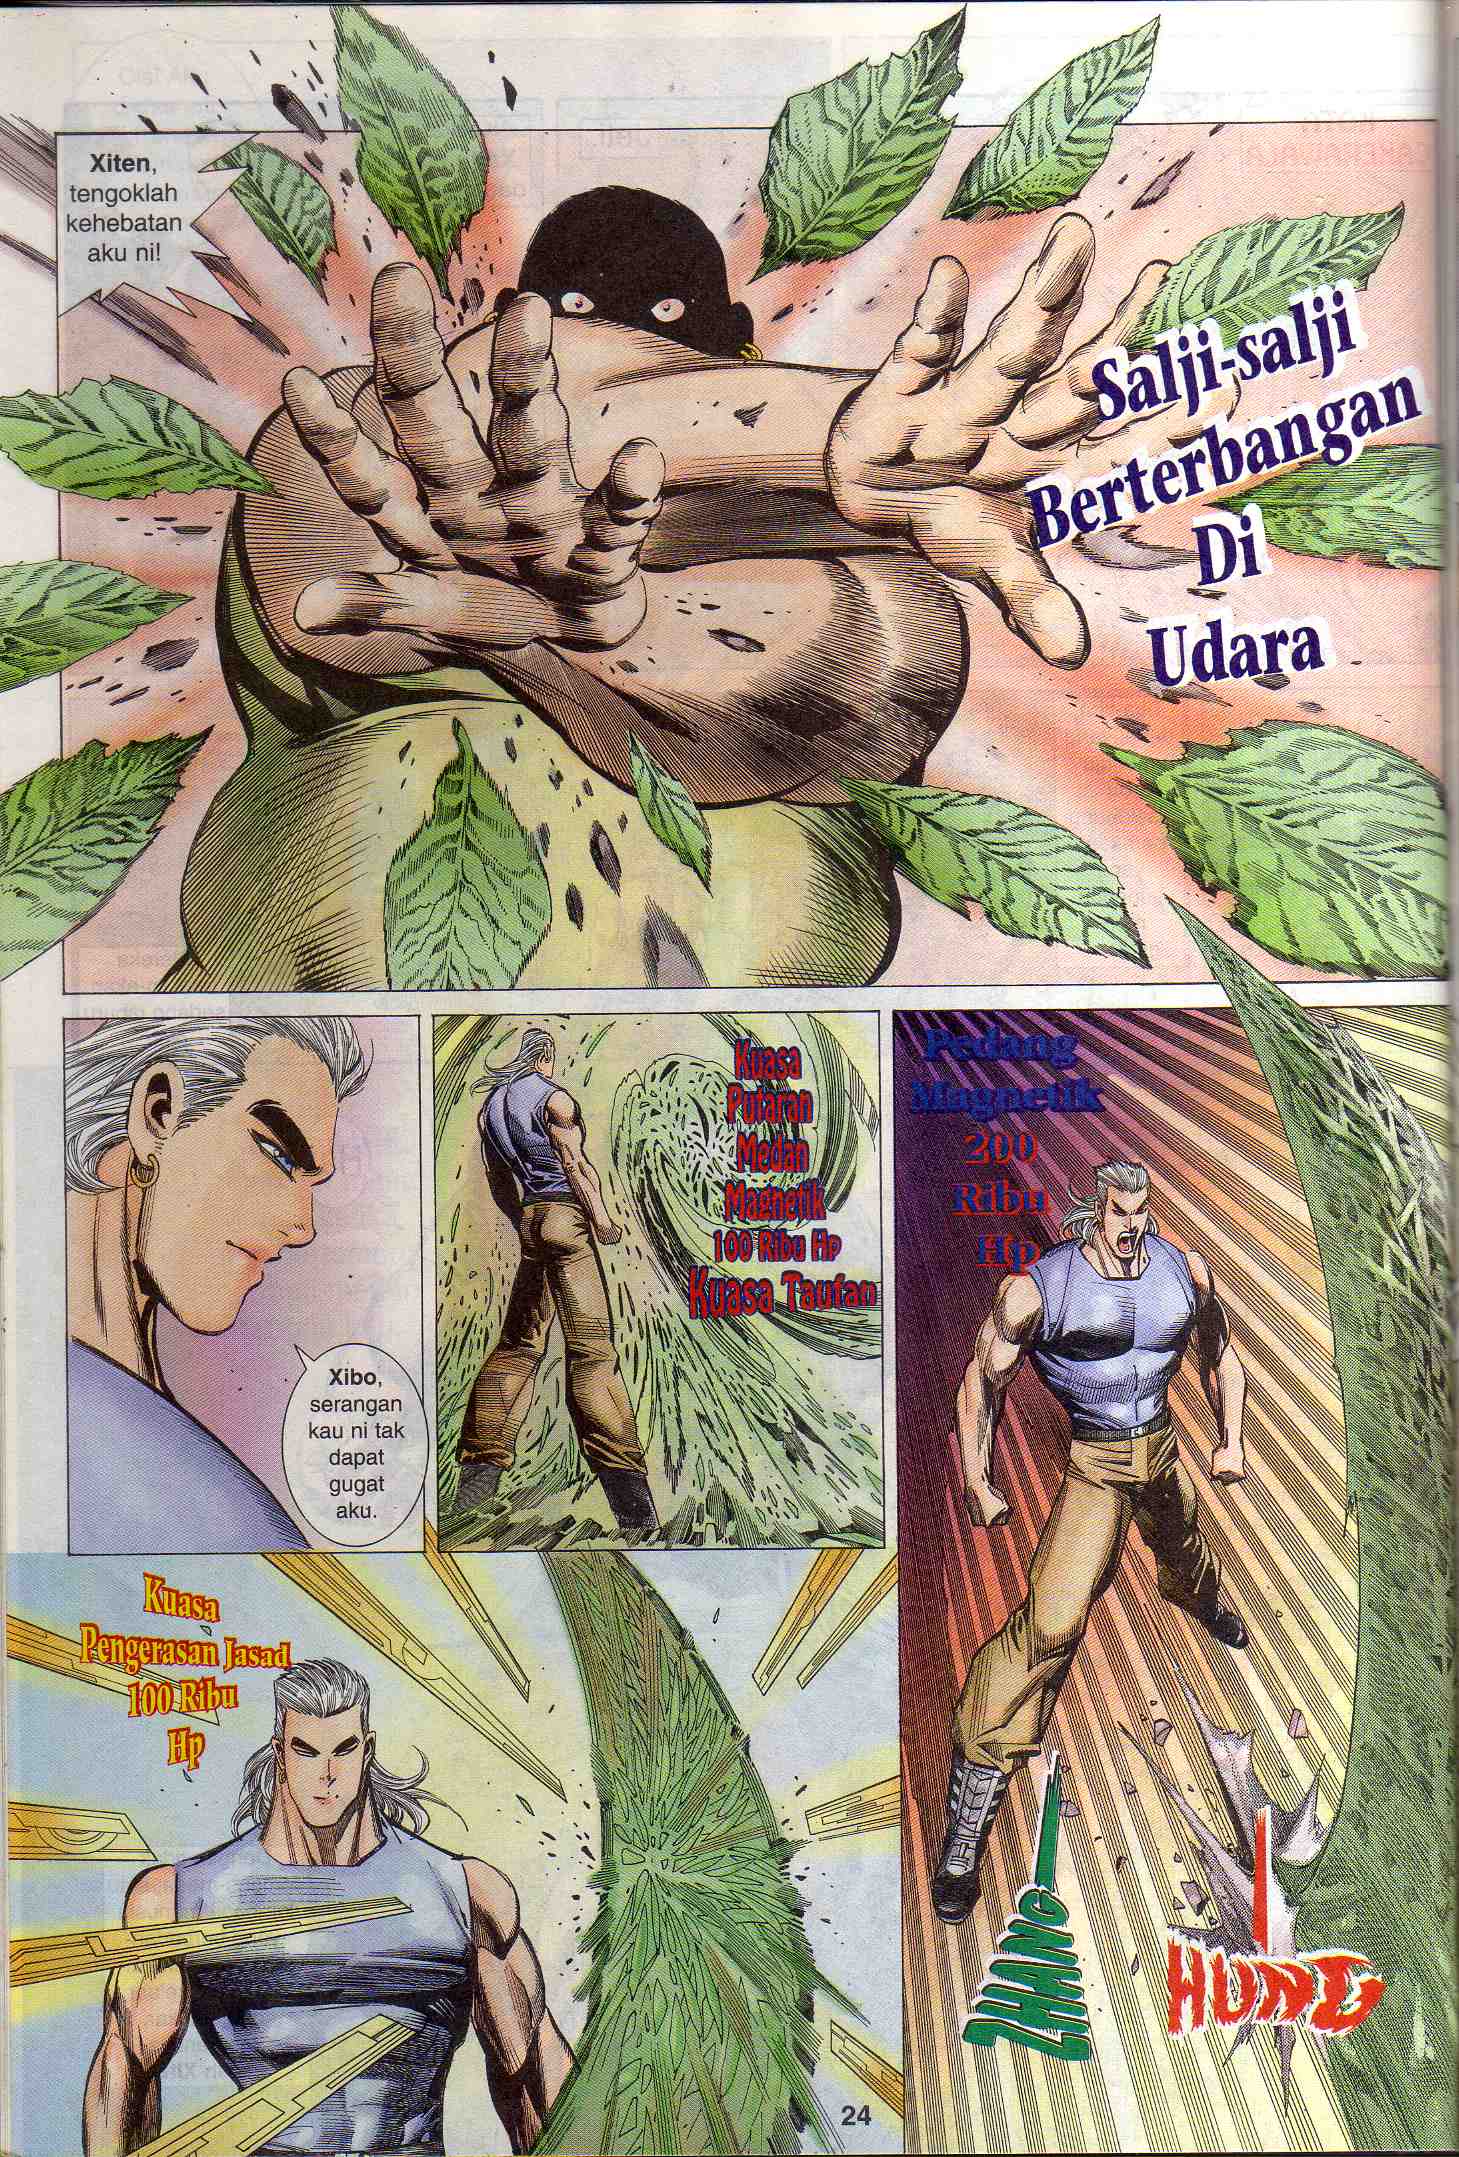 Xiten,
tengoklah
kehebatan
aku ni!
Salji-salji
Berterbangan
Di
Udara
Xibo,
serangan
kau ni tak
dapat
gugat
aku.
Kuasa
Putaran
Medan
Magnetik
100 Ribu Hp
Kuasa Taufan
Pedang
Magnetik
200
Ribu
Hp
Kuasa
Pengerasan Jasad
100 Ribu
Hp
ZHANG
HUNG
24